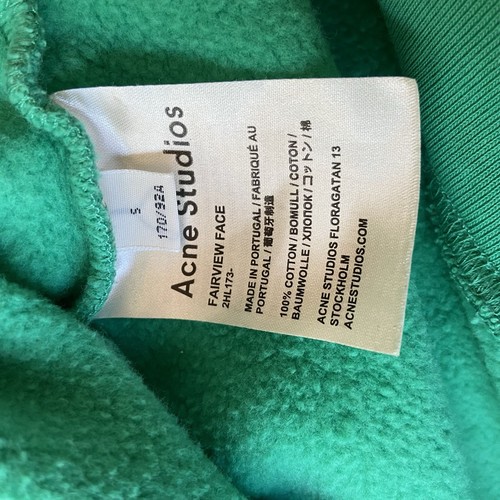 Acne Studios
FAIRVIEW FACE
2HL173-
MADE IN PORTUGAL / FABRIQUÉ AU
PORTUGAL / 葡萄牙制造
100% COTTON / BOMULL / COTON /
BAUMWOLLE / ХЛОПОК / コットン / 棉
ACNE STUDIOS FLORAGATAN 13
STOCKHOLM
ACNESTUDIOS.COM
S
170/92A